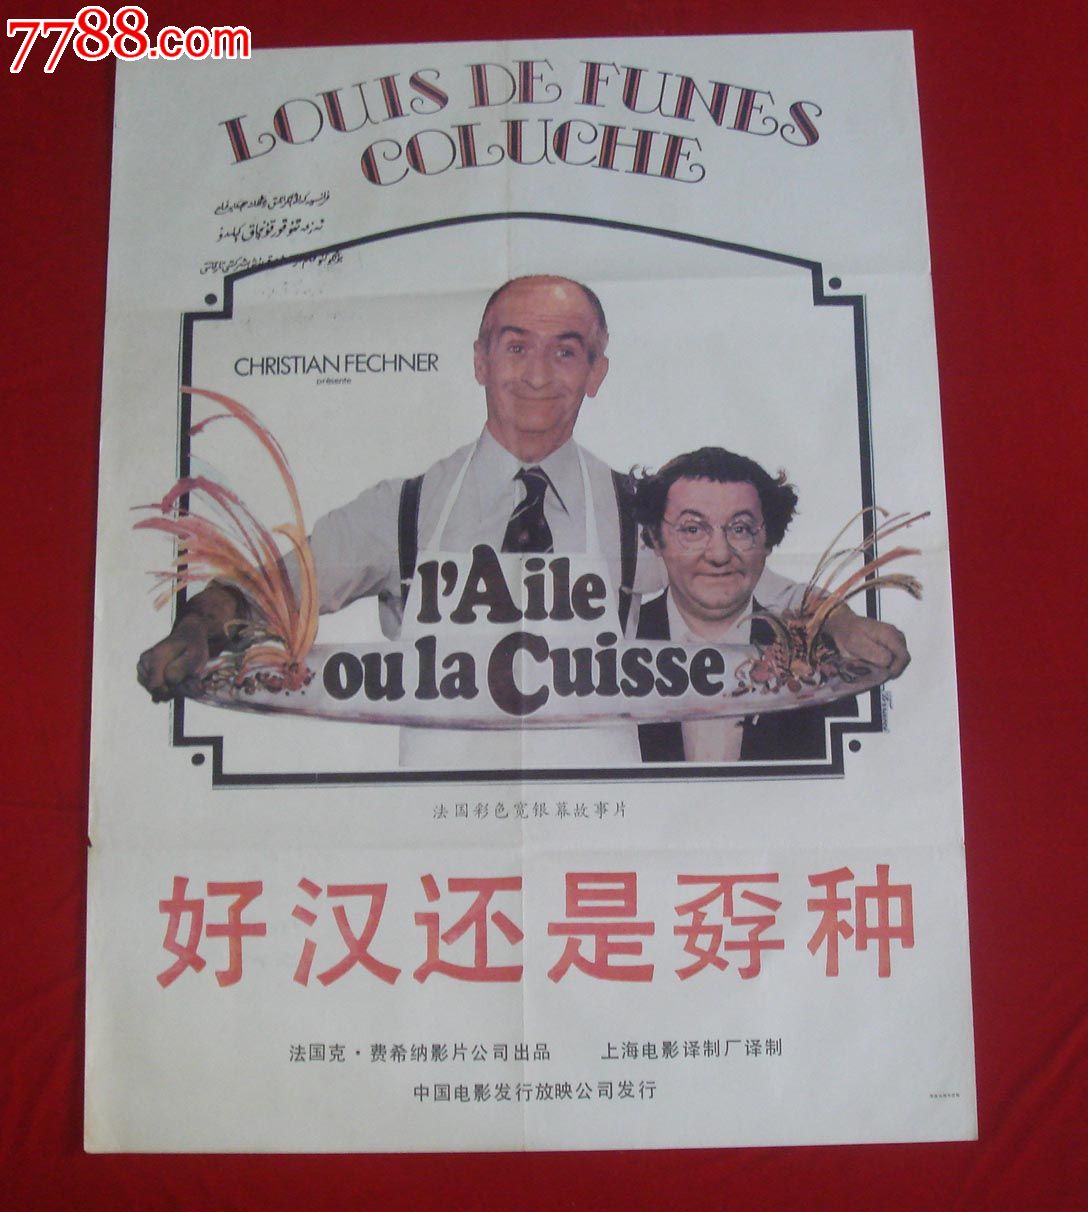 7788.com
LOUIS DE FUNES
COLUCHE
CHRISTIAN FECHNER
présente
l'Aile
ou la Cuisse
法国彩色宽银幕故事片
好汉还是孬种
法国克·费希纳影片公司出品 上海电影译制厂译制
中国电影发行放映公司发行